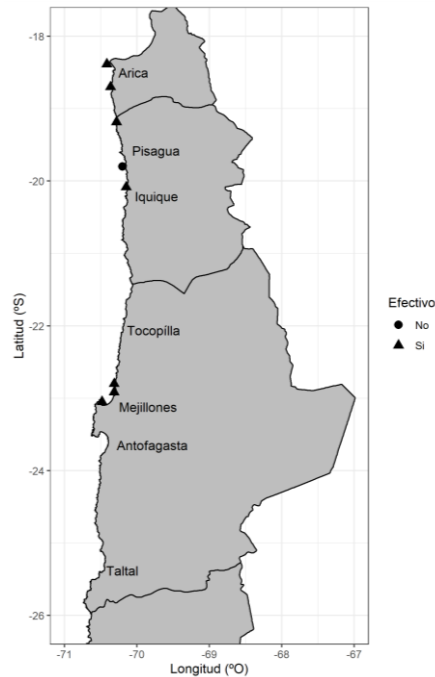 -18
-20
-22
-24
-26
Latitud (ºS)
Arica
Pisagua
Iquique
Tocopílla
Mejillones
Antofagasta
Taltal
Efectivo
No
Si
-71
-70
-69
-68
-67
Longitud (ºO)